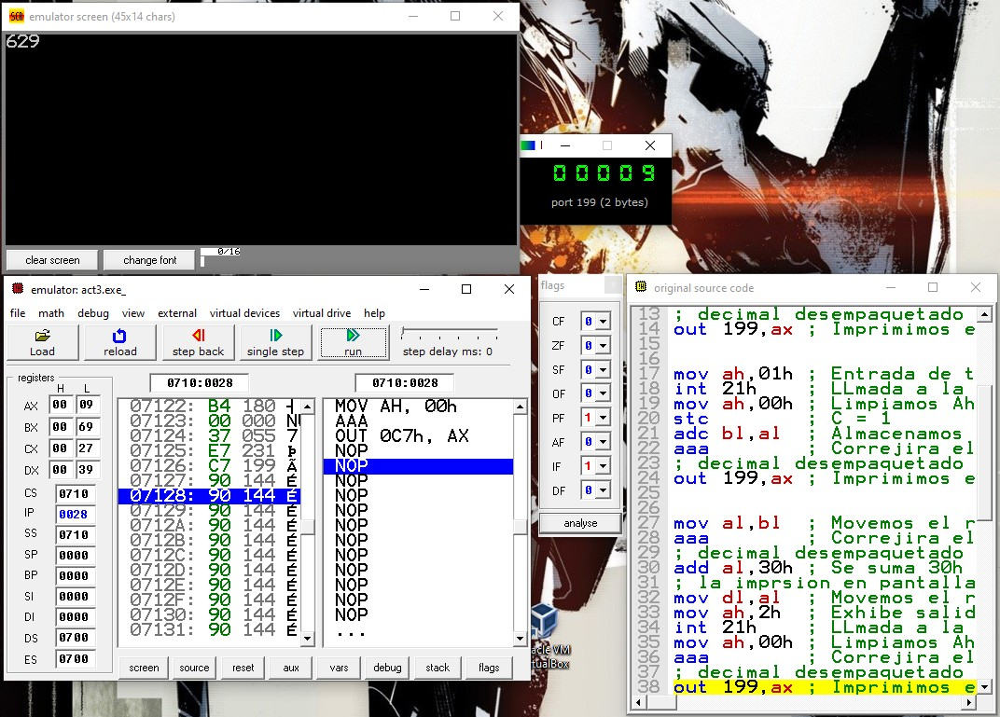 emulator screen (45x14 chars)
629
clear screen change font 0/16
00009
port 199 (2 bytes)
emulator: act3.exe_
file math debug view external virtual devices virtual drive help
Load reload step back single step run step delay ms: 0
registers
H L
AX 00 09
BX 00 69
CX 00 27
DX 00 39
CS 0710
IP 0028
SS 0710
SP 0000
BP 0000
SI 0000
DI 0000
DS 0700
ES 0700
0710:0028 0710:0028
07122: B4 180 ┤
07123: 00 000 NU
07124: 37 055 7
07125: E7 231 þ
07126: C7 199 Ã
07127: 90 144 É
07128: 90 144 É
07129: 90 144 É
0712A: 90 144 É
0712B: 90 144 É
0712C: 90 144 É
0712D: 90 144 É
0712E: 90 144 É
0712F: 90 144 É
07130: 90 144 É
07131: 90 144 É
MOV AH, 00h
AAA
OUT 0C7h, AX
NOP
NOP
NOP
NOP
NOP
NOP
NOP
NOP
NOP
NOP
NOP
NOP
...
screen source reset aux vars debug stack flags
flags
CF 0
ZF 0
SF 0
OF 0
PF 1
AF 0
IF 1
DF 0
analyse
original source code
13 ; decimal desempaquetado
14 out 199,ax ; Imprimimos e
15
16
17 mov ah,01h ; Entrada de t
18 int 21h ; LLmada a la
19 mov ah,00h ; Limpiamos Ah
20 stc ; C = 1
21 adc bl,al ; Almacenamos
22 aaa ; Correjira el
23 ; decimal desempaquetado
24 out 199,ax ; Imprimimos e
25
26
27 mov al,bl ; Movemos el r
28 aaa ; Correjira el
29 ; decimal desempaquetado
30 add al,30h ; Se suma 30h
31 ; la imprsion en pantalla
32 mov dl,al ; Movemos el r
33 mov ah,2h ; Exhibe salid
34 int 21h ; LLmada a la
35 mov ah,00h ; Limpiamos Ah
36 aaa ; Correjira el
37 ; decimal desempaquetado
38 out 199,ax ; Imprimimos e
acle VM
tualBox